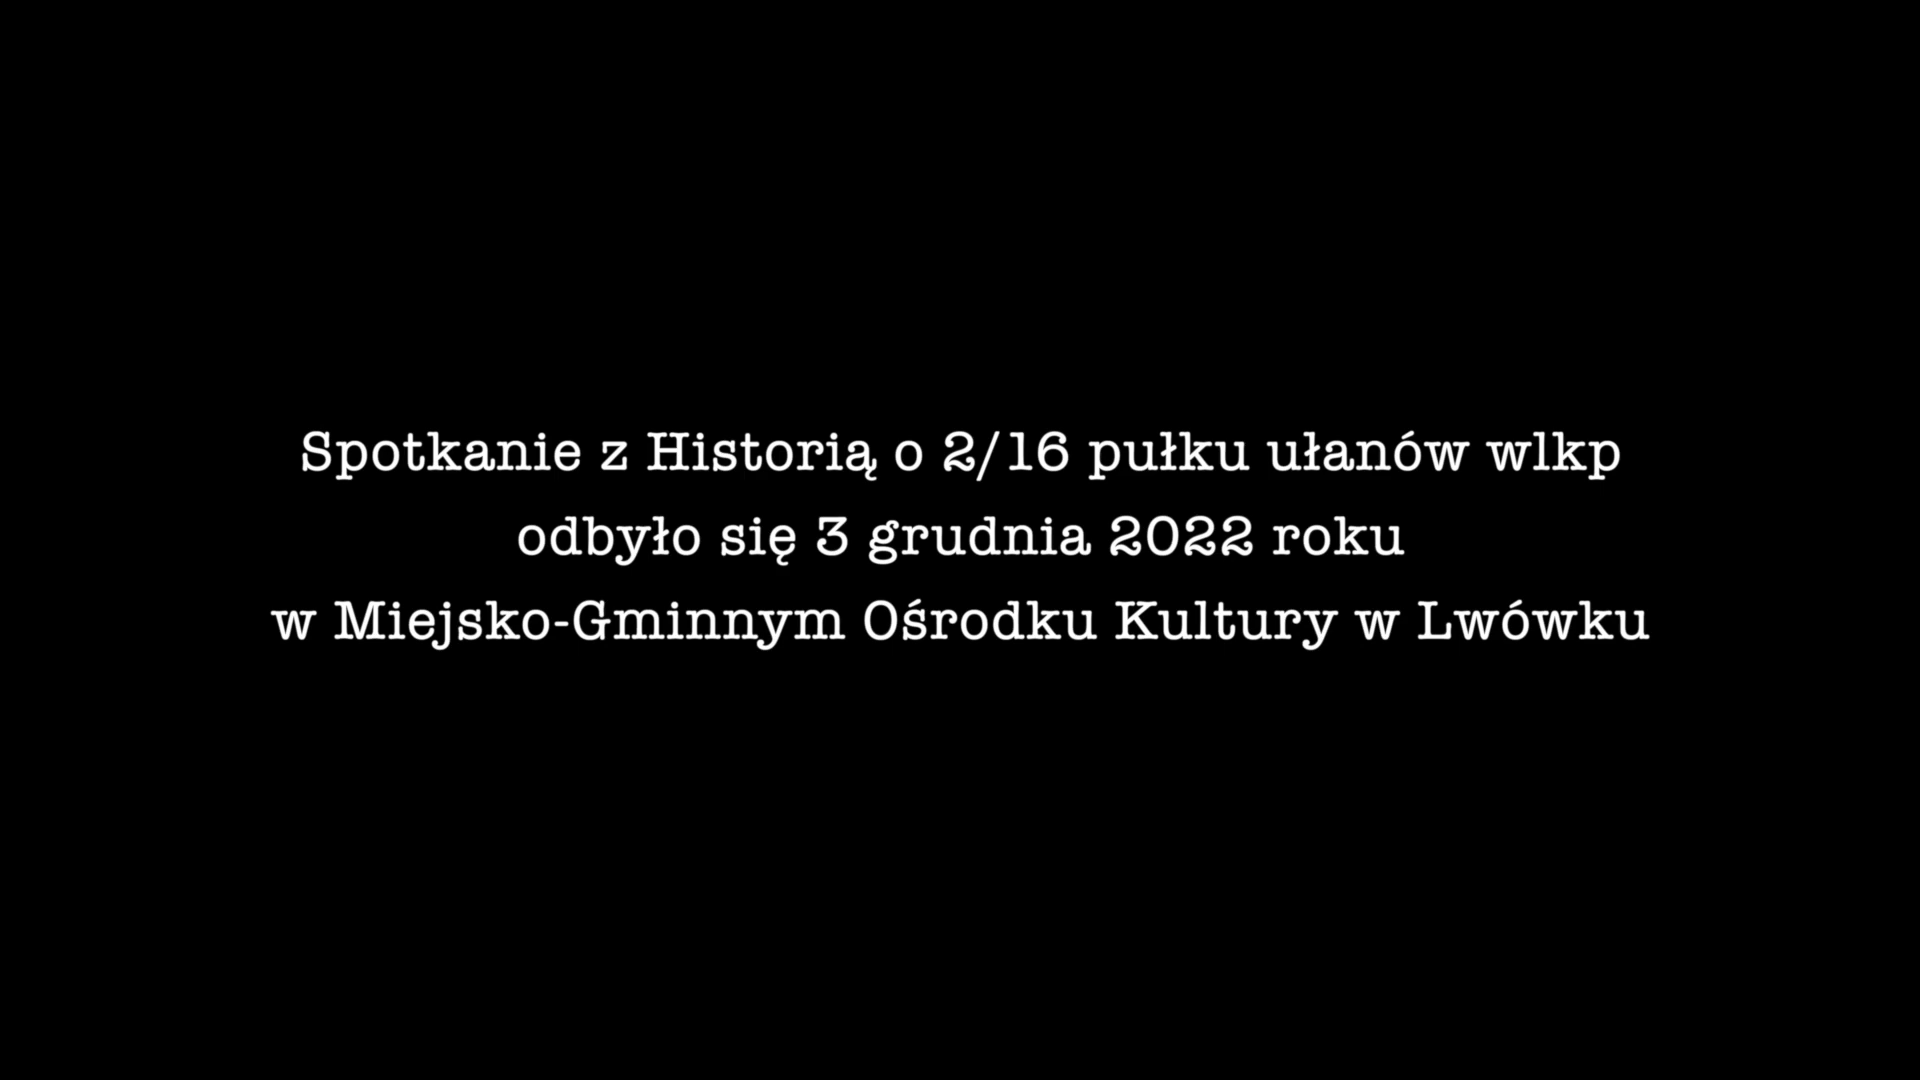 Spotkanie z Historią o 2/16 pułku ułanów wlkp
odbyło się 3 grudnia 2022 roku
w Miejsko-Gminnym Ośrodku Kultury w Lwówku